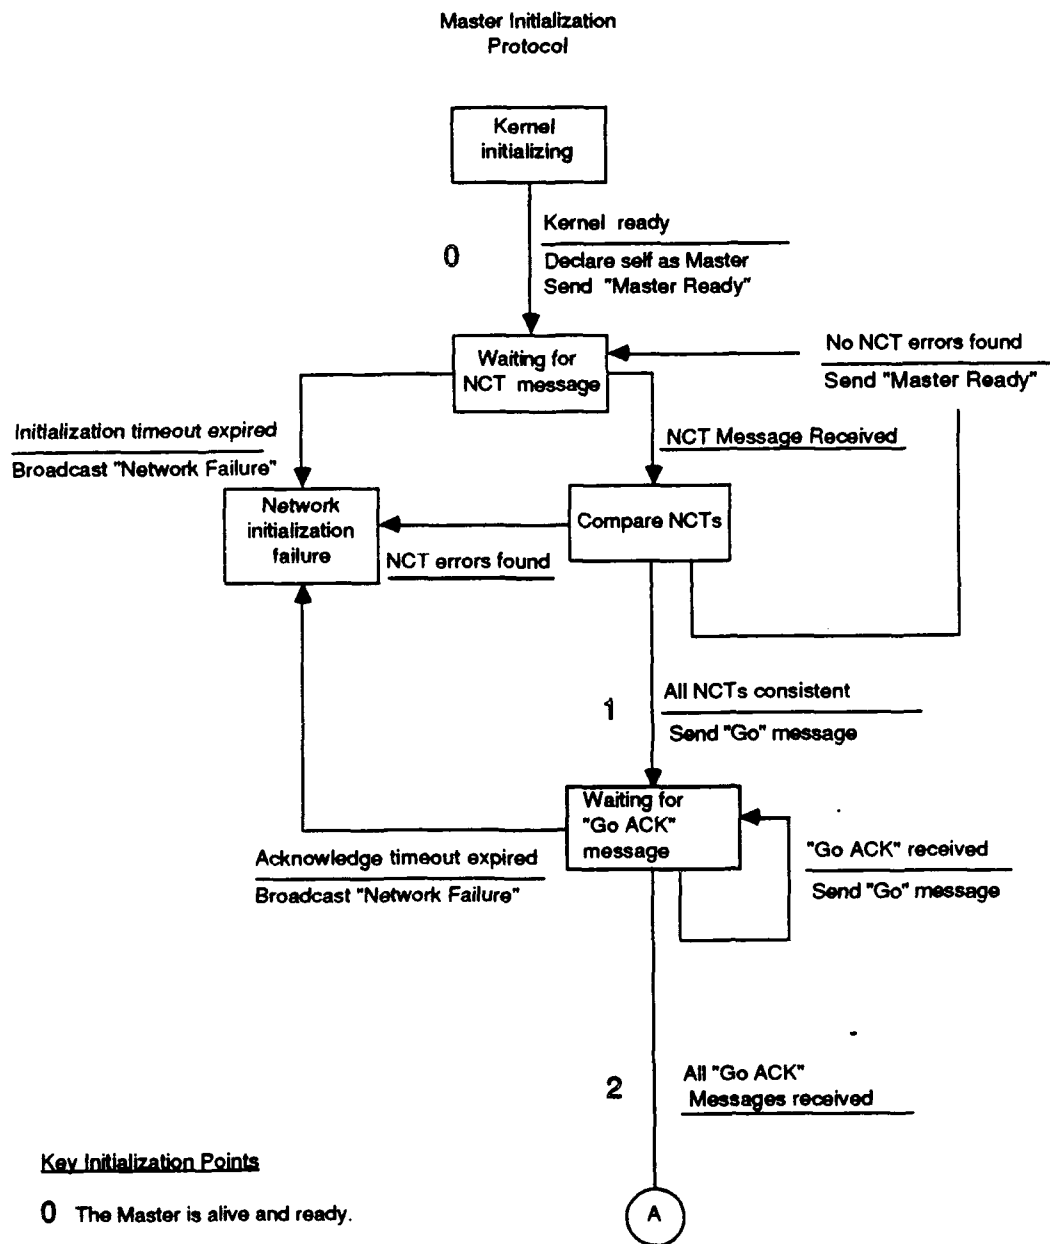 Master Initialization
Protocol
Kernel
initializing
0
Kernel ready
Declare self as Master
Send "Master Ready"
Waiting for
NCT message
No NCT errors found
Send "Master Ready"
Initialization timeout expired
Broadcast "Network Failure"
NCT Message Received
Network
initialization
failure
Compare NCTs
NCT errors found
1
All NCTs consistent
Send "Go" message
Waiting for
"Go ACK"
message
Acknowledge timeout expired
Broadcast "Network Failure"
"Go ACK" received
Send "Go" message
2
All "Go ACK"
Messages received
Key Initialization Points
0 The Master is alive and ready.
A